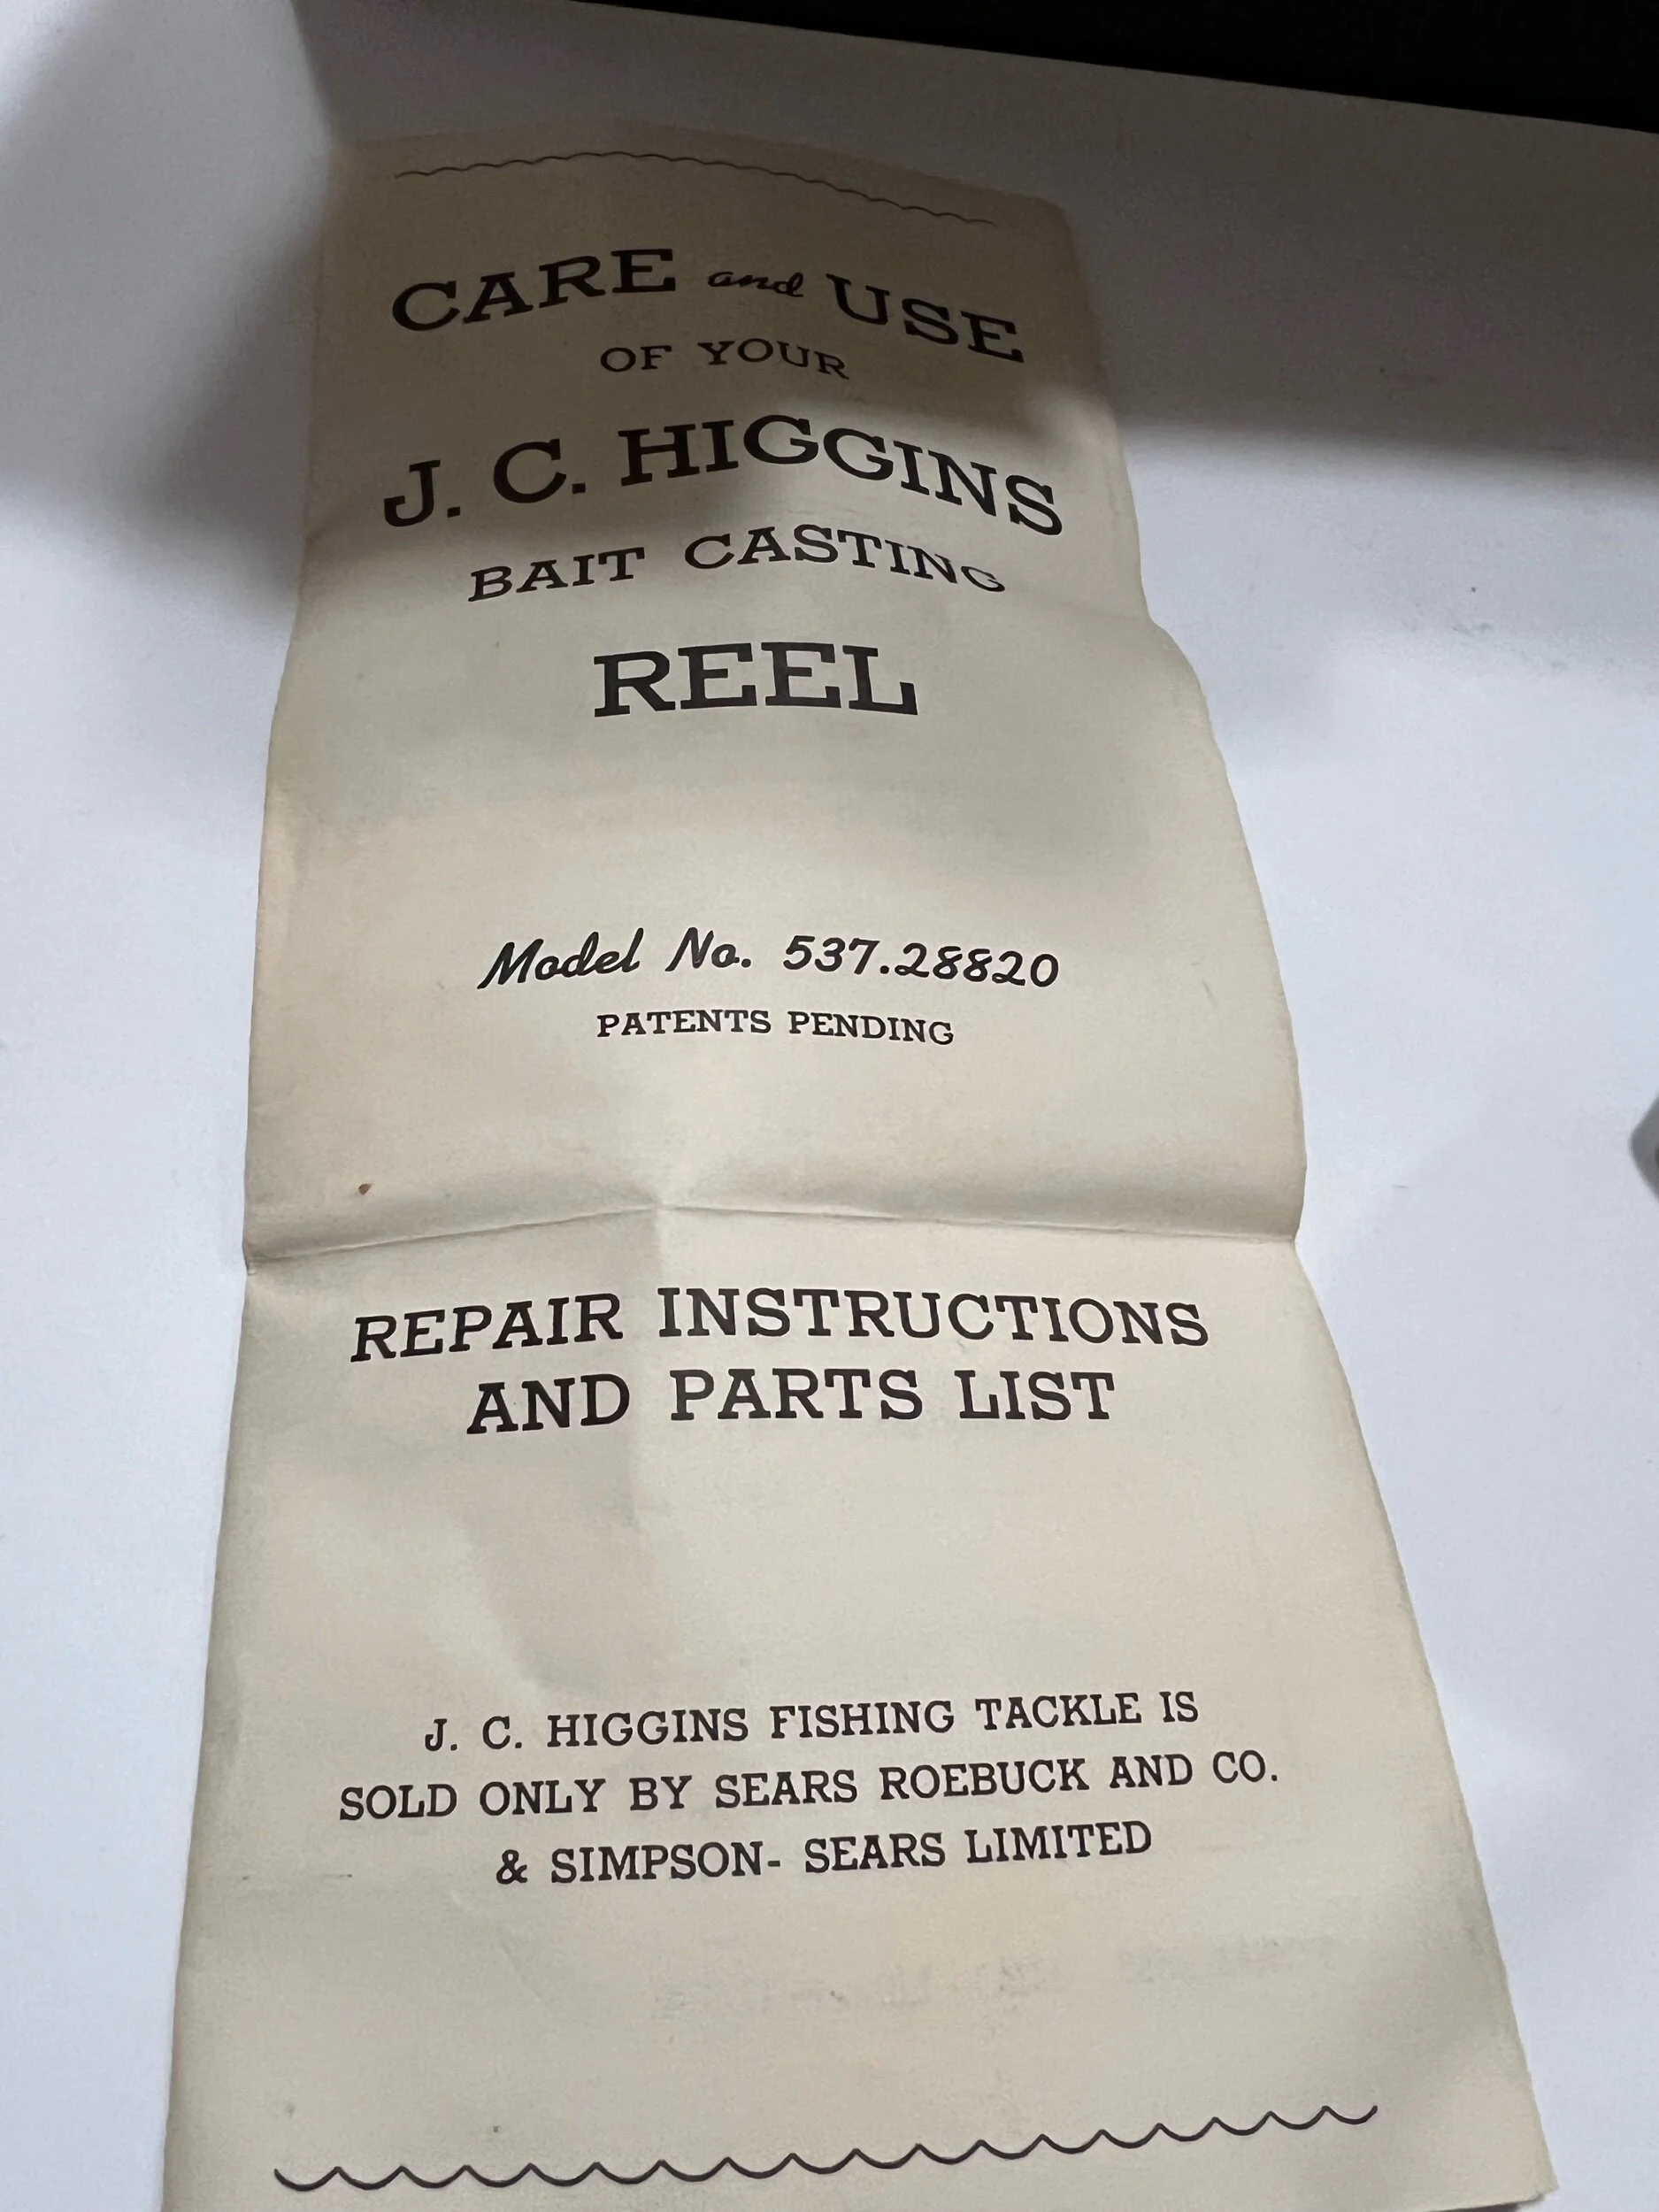 CARE and USE
OF YOUR
J. C. HIGGINS
BAIT CASTING
REEL
Model No. 537.28820
PATENTS PENDING
REPAIR INSTRUCTIONS
AND PARTS LIST
J. C. HIGGINS FISHING TACKLE IS
SOLD ONLY BY SEARS ROEBUCK AND CO.
& SIMPSON- SEARS LIMITED